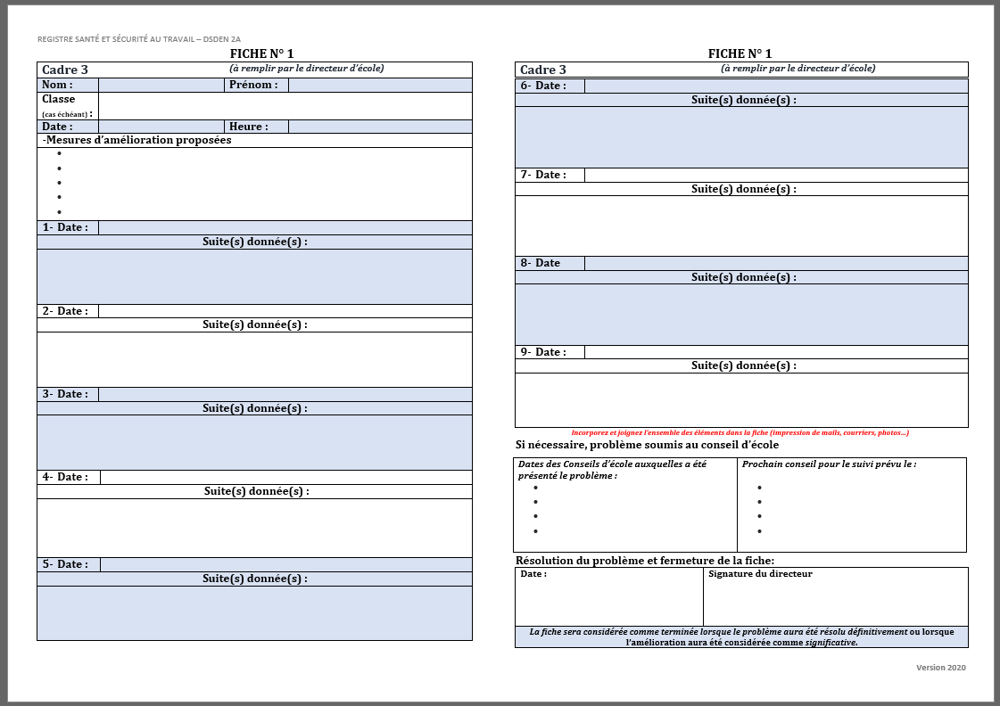 REGISTRE SANTÉ ET SÉCURITÉ AU TRAVAIL – DSDEN 2A
FICHE N° 1
Cadre 3 (à remplir par le directeur d'école)
Nom : Prénom :
Classe
(cas échéant) :
Date : Heure :
-Mesures d'amélioration proposées
•
•
•
•
•
1- Date :
Suite(s) donnée(s) :
2- Date :
Suite(s) donnée(s) :
3- Date :
Suite(s) donnée(s) :
4- Date :
Suite(s) donnée(s) :
5- Date :
Suite(s) donnée(s) :
FICHE N° 1
Cadre 3 (à remplir par le directeur d'école)
6- Date :
Suite(s) donnée(s) :
7- Date :
Suite(s) donnée(s) :
8- Date
Suite(s) donnée(s) :
9- Date :
Suite(s) donnée(s) :
Incorporez et joignez l'ensemble des éléments dans la fiche (impression de mails, courriers, photos…)
Si nécessaire, problème soumis au conseil d'école
Dates des Conseils d'école auxquelles a été
présenté le problème :
•
•
•
•
Prochain conseil pour le suivi prévu le :
•
•
•
•
Résolution du problème et fermeture de la fiche:
Date : Signature du directeur
La fiche sera considérée comme terminée lorsque le problème aura été résolu définitivement ou lorsque
l'amélioration aura été considérée comme significative.
Version 2020